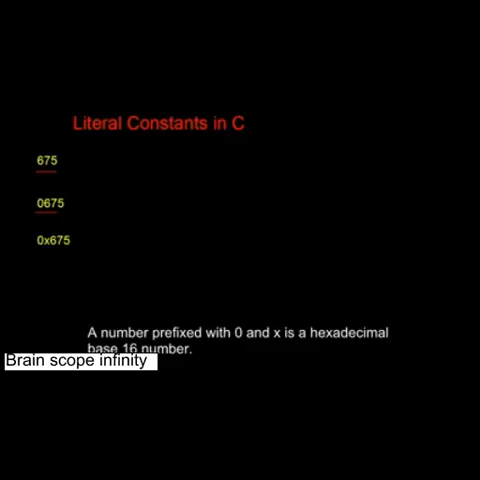 Literal Constants in C
675
0675
0x675
A number prefixed with 0 and x is a hexadecimal
base 16 number.
Brain scope infinity